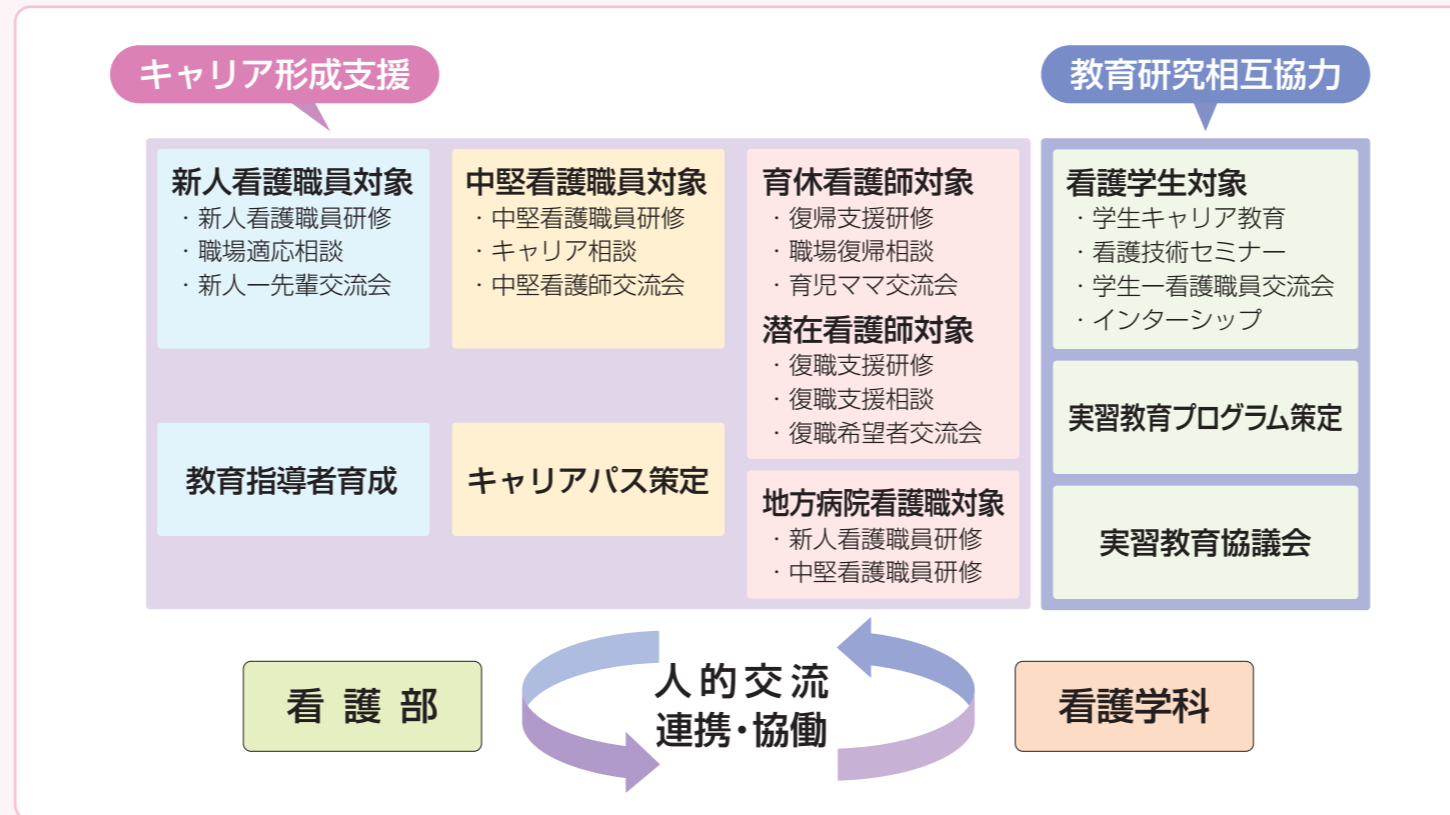 キャリア形成支援
教育研究相互協力
新人看護職員対象
・新人看護職員研修
・職場適応相談
・新人ー先輩交流会
中堅看護職員対象
・中堅看護職員研修
・キャリア相談
・中堅看護師交流会
育休看護師対象
・復帰支援研修
・職場復帰相談
・育児ママ交流会
潜在看護師対象
・復職支援研修
・復職支援相談
・復職希望者交流会
看護学生対象
・学生キャリア教育
・看護技術セミナー
・学生ー看護職員交流会
・インターシップ
教育指導者育成
キャリアパス策定
地方病院看護職対象
・新人看護職員研修
・中堅看護職員研修
実習教育プログラム策定
実習教育協議会
看護部
人的交流
連携・協働
看護学科